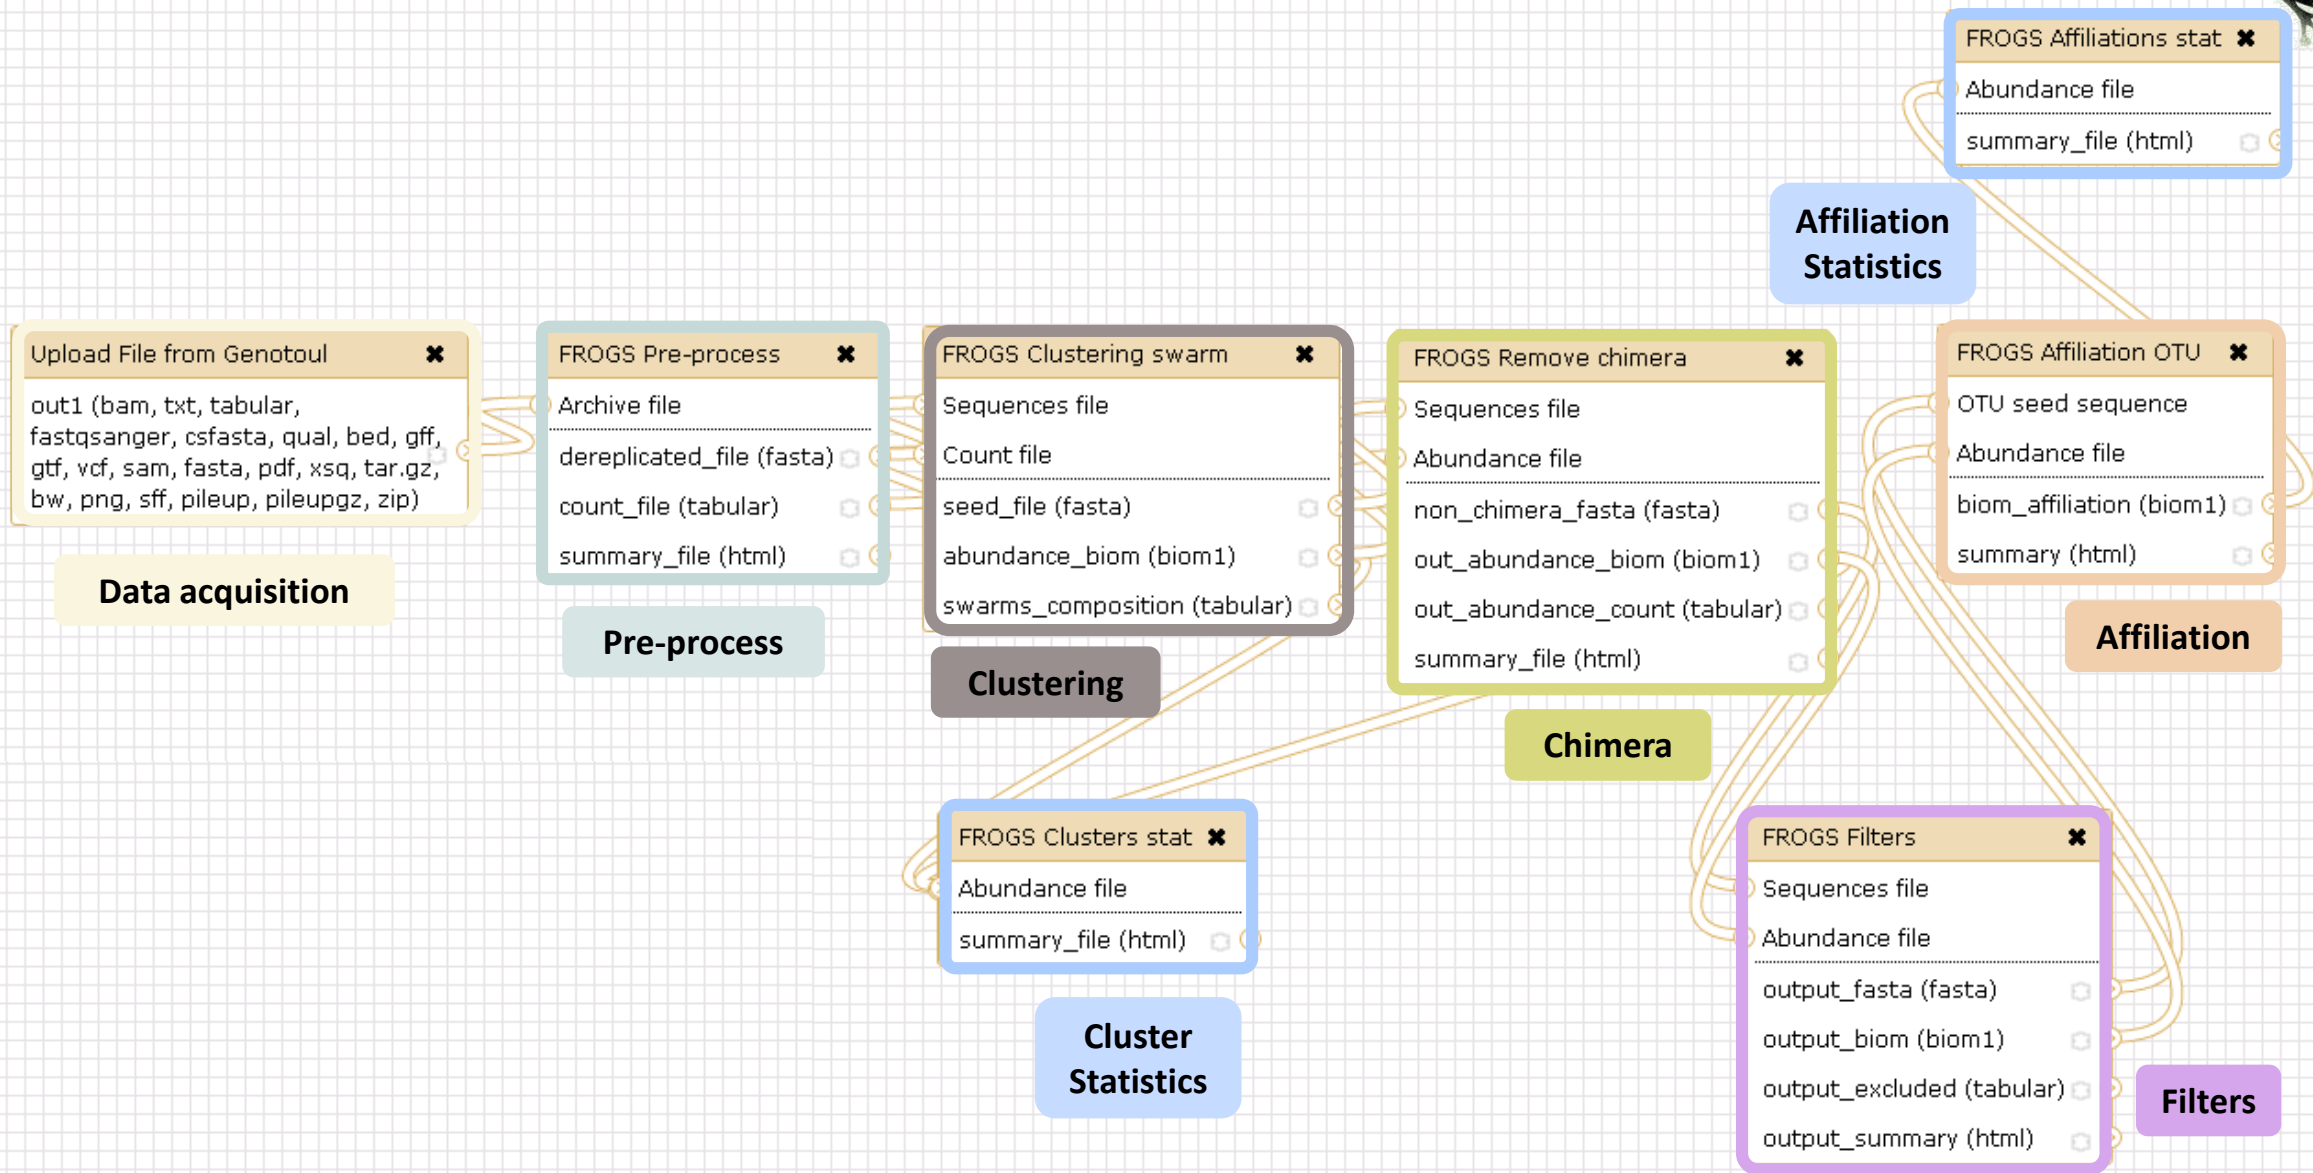 FROGS Affiliations stat ✖
Abundance file
summary_file (html)
Affiliation
Statistics
Upload File from Genotoul ✖
out1 (bam, txt, tabular,
fastqsanger, csfasta, qual, bed, gff,
gtf, vcf, sam, fasta, pdf, xsq, tar.gz,
bw, png, sff, pileup, pileupgz, zip)
Data acquisition
FROGS Pre-process ✖
Archive file
dereplicated_file (fasta)
count_file (tabular)
summary_file (html)
Pre-process
FROGS Clustering swarm ✖
Sequences file
Count file
seed_file (fasta)
abundance_biom (biom1)
swarms_composition (tabular)
Clustering
FROGS Remove chimera ✖
Sequences file
Abundance file
non_chimera_fasta (fasta)
out_abundance_biom (biom1)
out_abundance_count (tabular)
summary_file (html)
Chimera
FROGS Affiliation OTU ✖
OTU seed sequence
Abundance file
biom_affiliation (biom1)
summary (html)
Affiliation
FROGS Clusters stat ✖
Abundance file
summary_file (html)
Cluster
Statistics
FROGS Filters ✖
Sequences file
Abundance file
output_fasta (fasta)
output_biom (biom1)
output_excluded (tabular)
output_summary (html)
Filters